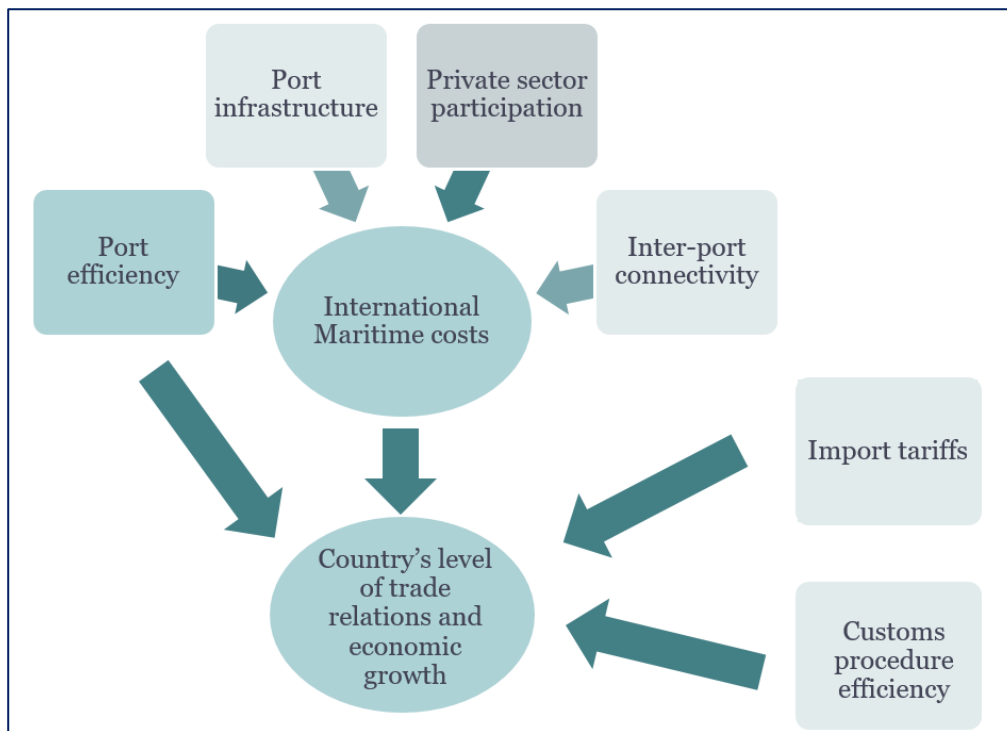 Port
infrastructure
Private sector
participation
Port
efficiency
International
Maritime costs
Inter-port
connectivity
Import tariffs
Country’s level
of trade
relations and
economic
growth
Customs
procedure
efficiency